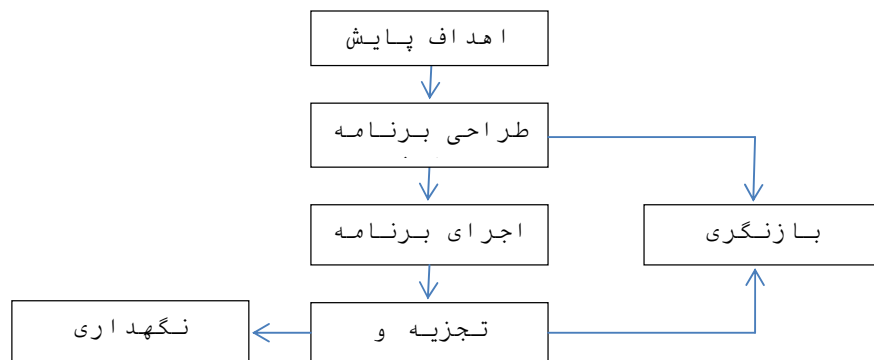 اهداف پایش
طراحی برنامه
اجرای برنامه
بازنگری
تجزیه و
نگهداری